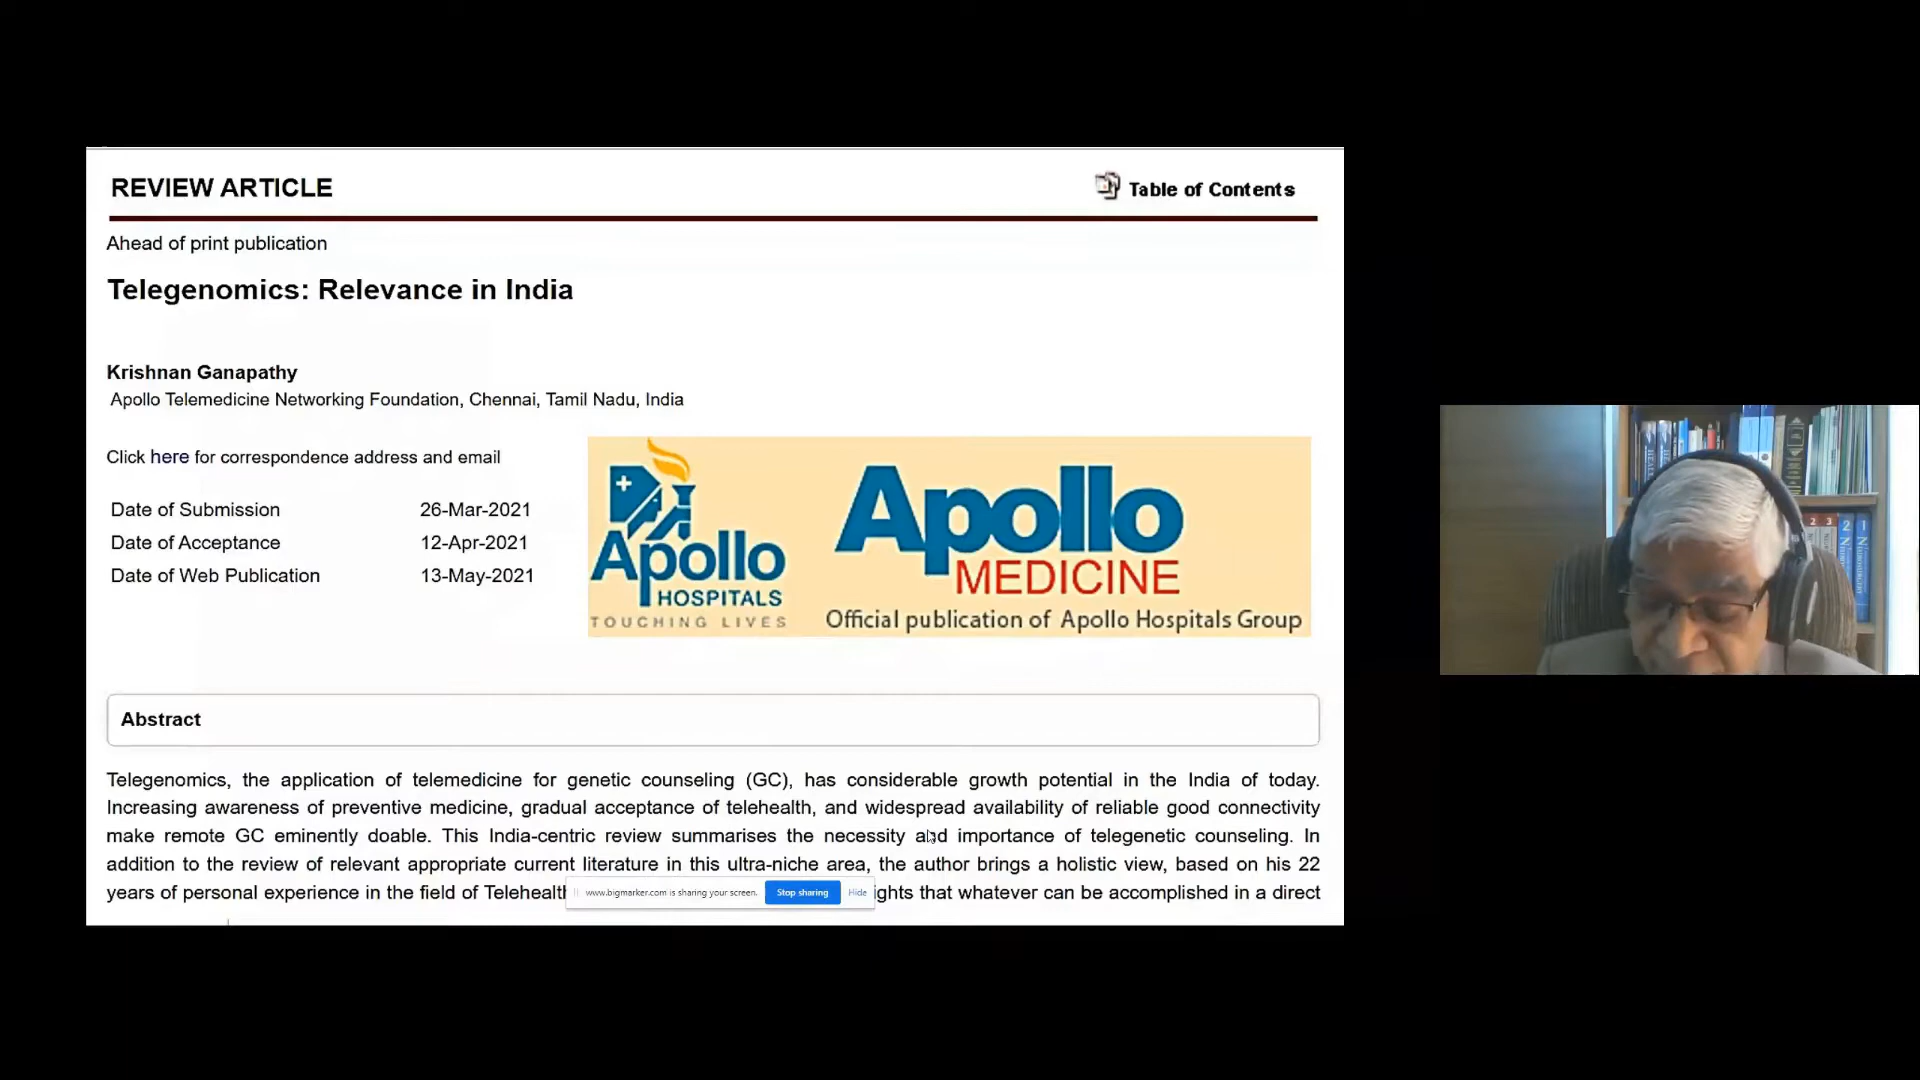 REVIEW ARTICLE
Table of Contents
Ahead of print publication
Telegenomics: Relevance in India
Krishnan Ganapathy
Apollo Telemedicine Networking Foundation, Chennai, Tamil Nadu, India
Click here for correspondence address and email
Date of Submission 26-Mar-2021
Date of Acceptance 12-Apr-2021
Date of Web Publication 13-May-2021
Apollo
HOSPITALS
TOUCHING LIVES
Apollo
MEDICINE
Official publication of Apollo Hospitals Group
Abstract
Telegenomics, the application of telemedicine for genetic counseling (GC), has considerable growth potential in the India of today.
Increasing awareness of preventive medicine, gradual acceptance of telehealth, and widespread availability of reliable good connectivity
make remote GC eminently doable. This India-centric review summarises the necessity and importance of telegenetic counseling. In
addition to the review of relevant appropriate current literature in this ultra-niche area, the author brings a holistic view, based on his 22
years of personal experience in the field of Telehealth ights that whatever can be accomplished in a direct
www.bigmarker.com is sharing your screen. Stop sharing Hide